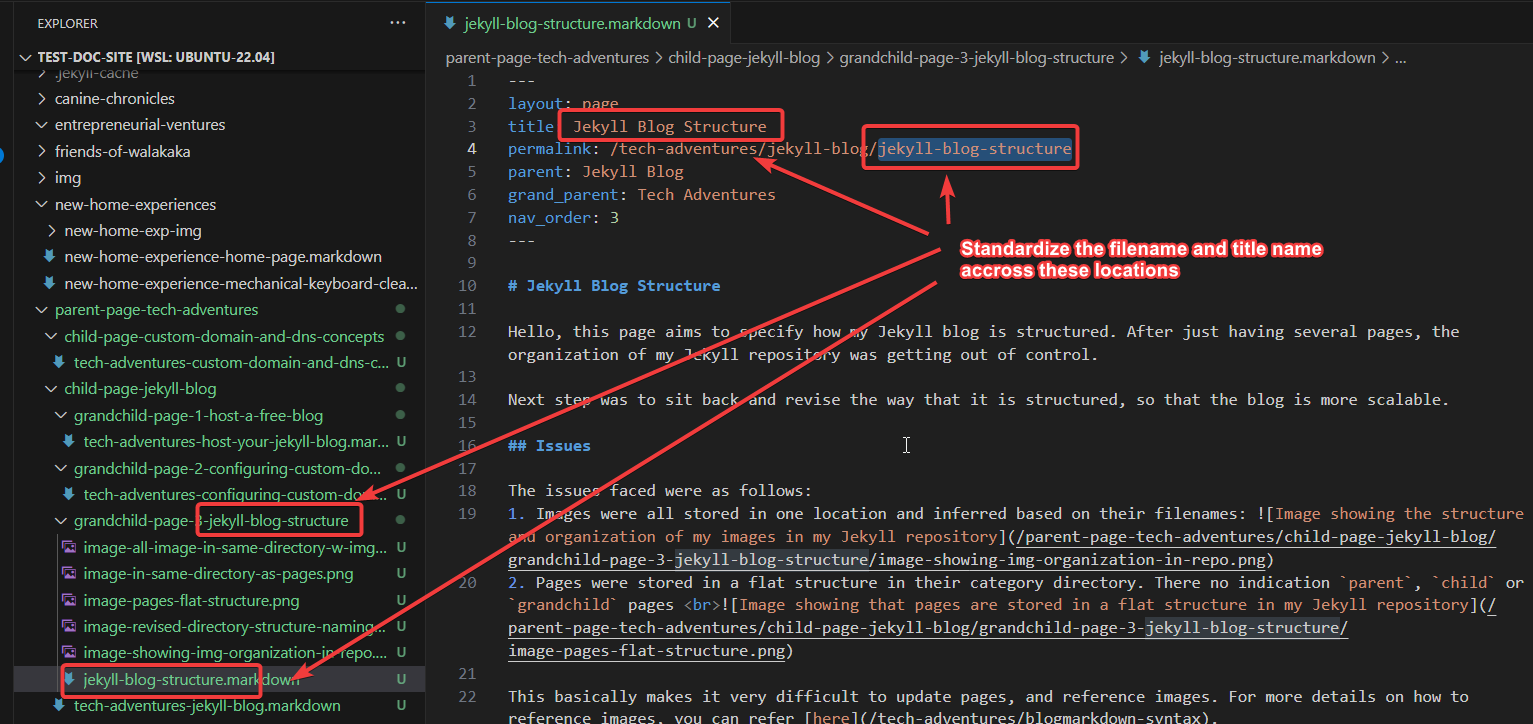 EXPLORER
TEST-DOC-SITE [WSL: UBUNTU-22.04]
.jekyll-cache
canine-chronicles
entrepreneurial-ventures
friends-of-walakaka
img
new-home-experiences
new-home-exp-img
new-home-experience-home-page.markdown
new-home-experience-mechanical-keyboard-clea...
parent-page-tech-adventures
child-page-custom-domain-and-dns-concepts
tech-adventures-custom-domain-and-dns-c... U
child-page-jekyll-blog
grandchild-page-1-host-a-free-blog
tech-adventures-host-your-jekyll-blog.mar... U
grandchild-page-2-configuring-custom-do...
tech-adventures-configuring-custom-do... U
grandchild-page-3-jekyll-blog-structure
image-all-image-in-same-directory-w-img... U
image-in-same-directory-as-pages.png U
image-pages-flat-structure.png U
image-revised-directory-structure-naming... U
image-showing-img-organization-in-repo.... U
jekyll-blog-structure.markdown U
tech-adventures-jekyll-blog.markdown U
jekyll-blog-structure.markdown U
parent-page-tech-adventures > child-page-jekyll-blog > grandchild-page-3-jekyll-blog-structure > jekyll-blog-structure.markdown > ...
1 ---
2 layout: page
3 title Jekyll Blog Structure
4 permalink: /tech-adventures/jekyll-blog/jekyll-blog-structure
5 parent: Jekyll Blog
6 grand_parent: Tech Adventures
7 nav_order: 3
8 ---
9
10 # Jekyll Blog Structure
11
12 Hello, this page aims to specify how my Jekyll blog is structured. After just having several pages, the
organization of my Jekyll repository was getting out of control.
13
14 Next step was to sit back and revise the way that it is structured, so that the blog is more scalable.
15
16 ## Issues
17
18 The issues faced were as follows:
19 1. Images were all stored in one location and inferred based on their filenames: ![Image showing the structure
and organization of my images in my Jekyll repository](/parent-page-tech-adventures/child-page-jekyll-blog/
grandchild-page-3-jekyll-blog-structure/image-showing-img-organization-in-repo.png)
20 2. Pages were stored in a flat structure in their category directory. There no indication `parent`, `child` or
`grandchild` pages <br>![Image showing that pages are stored in a flat structure in my Jekyll repository](/
parent-page-tech-adventures/child-page-jekyll-blog/grandchild-page-3-jekyll-blog-structure/
image-pages-flat-structure.png)
21
22 This basically makes it very difficult to update pages, and reference images. For more details on how to
reference images, you can refer [here](/tech-adventures/blogmarkdown-syntax).
Standardize the filename and title name
accross these locations